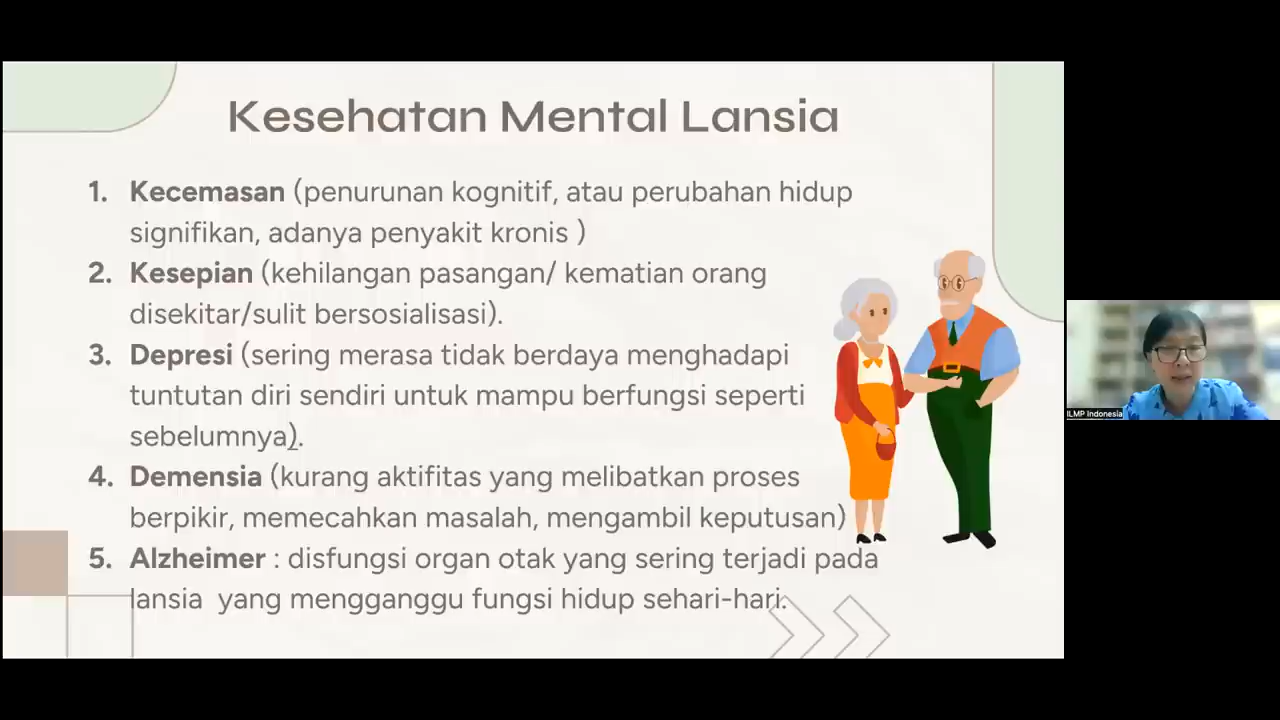 Kesehatan Mental Lansia
1. Kecemasan (penurunan kognitif, atau perubahan hidup
signifikan, adanya penyakit kronis )
2. Kesepian (kehilangan pasangan/ kematian orang
disekitar/sulit bersosialisasi).
3. Depresi (sering merasa tidak berdaya menghadapi
tuntutan diri sendiri untuk mampu berfungsi seperti
sebelumnya).
4. Demensia (kurang aktifitas yang melibatkan proses
berpikir, memecahkan masalah, mengambil keputusan)
5. Alzheimer : disfungsi organ otak yang sering terjadi pada
lansia  yang mengganggu fungsi hidup sehari-hari.
ILMP Indonesia